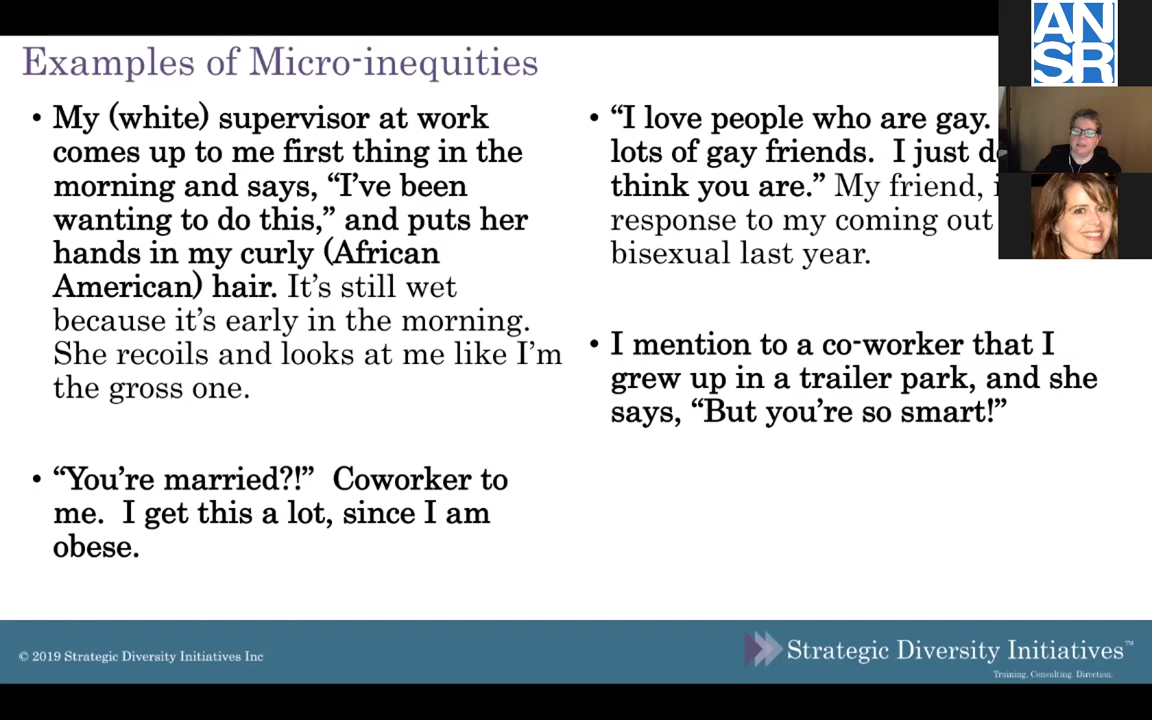 Examples of Micro-inequities
• My (white) supervisor at work
comes up to me first thing in the
morning and says, “I’ve been
wanting to do this,” and puts her
hands in my curly (African
American) hair. It’s still wet
because it’s early in the morning.
She recoils and looks at me like I’m
the gross one.
• “You’re married?!”  Coworker to
me.  I get this a lot, since I am
obese.
• “I love people who are gay.
lots of gay friends.  I just
think you are.” My friend,
response to my coming out
bisexual last year.
• I mention to a co-worker that I
grew up in a trailer park, and she
says, “But you’re so smart!”
AN
SR
© 2019 Strategic Diversity Initiatives Inc
Strategic Diversity Initiatives™
Training. Consulting. Direction.